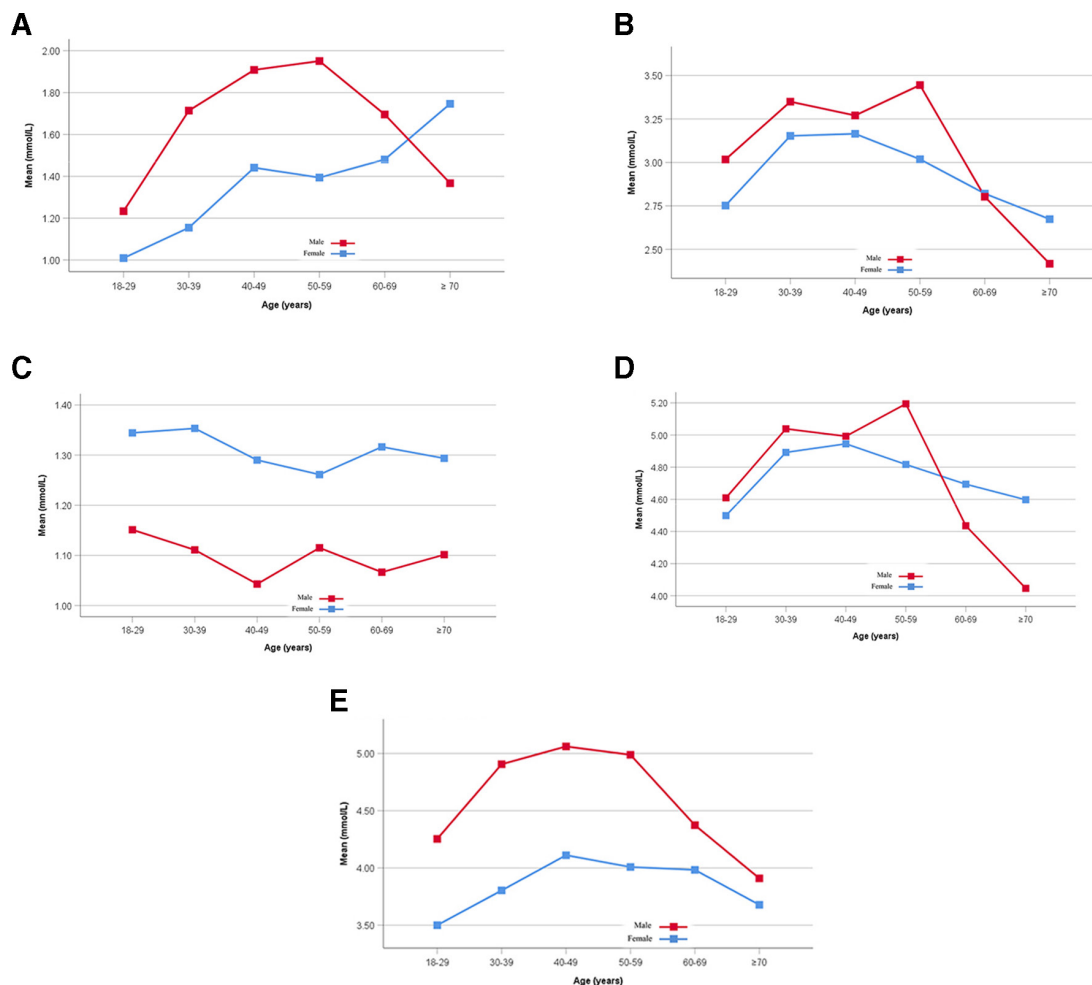 A
Mean (mmol/L)
2.00
1.80
1.60
1.40
1.20
1.00
Male
Female
18-29 30-39 40-49 50-59 60-69 ≥ 70
Age (years)
B
Mean (mmol/L)
3.50
3.25
3.00
2.75
2.50
Male
Female
18-29 30-39 40-49 50-59 60-69 ≥70
Age (years)
C
Mean (mmol/L)
1.40
1.30
1.20
1.10
1.00
Male
Female
18-29 30-39 40-49 50-59 60-69 ≥70
Age (years)
D
Mean (mmol/L)
5.20
5.00
4.80
4.60
4.40
4.20
4.00
Male
Female
18-29 30-39 40-49 50-59 60-69 ≥70
Age (years)
E
Mean (mmol/L)
5.00
4.50
4.00
3.50
Male
Female
18-29 30-39 40-49 50-59 60-69 ≥70
Age (years)